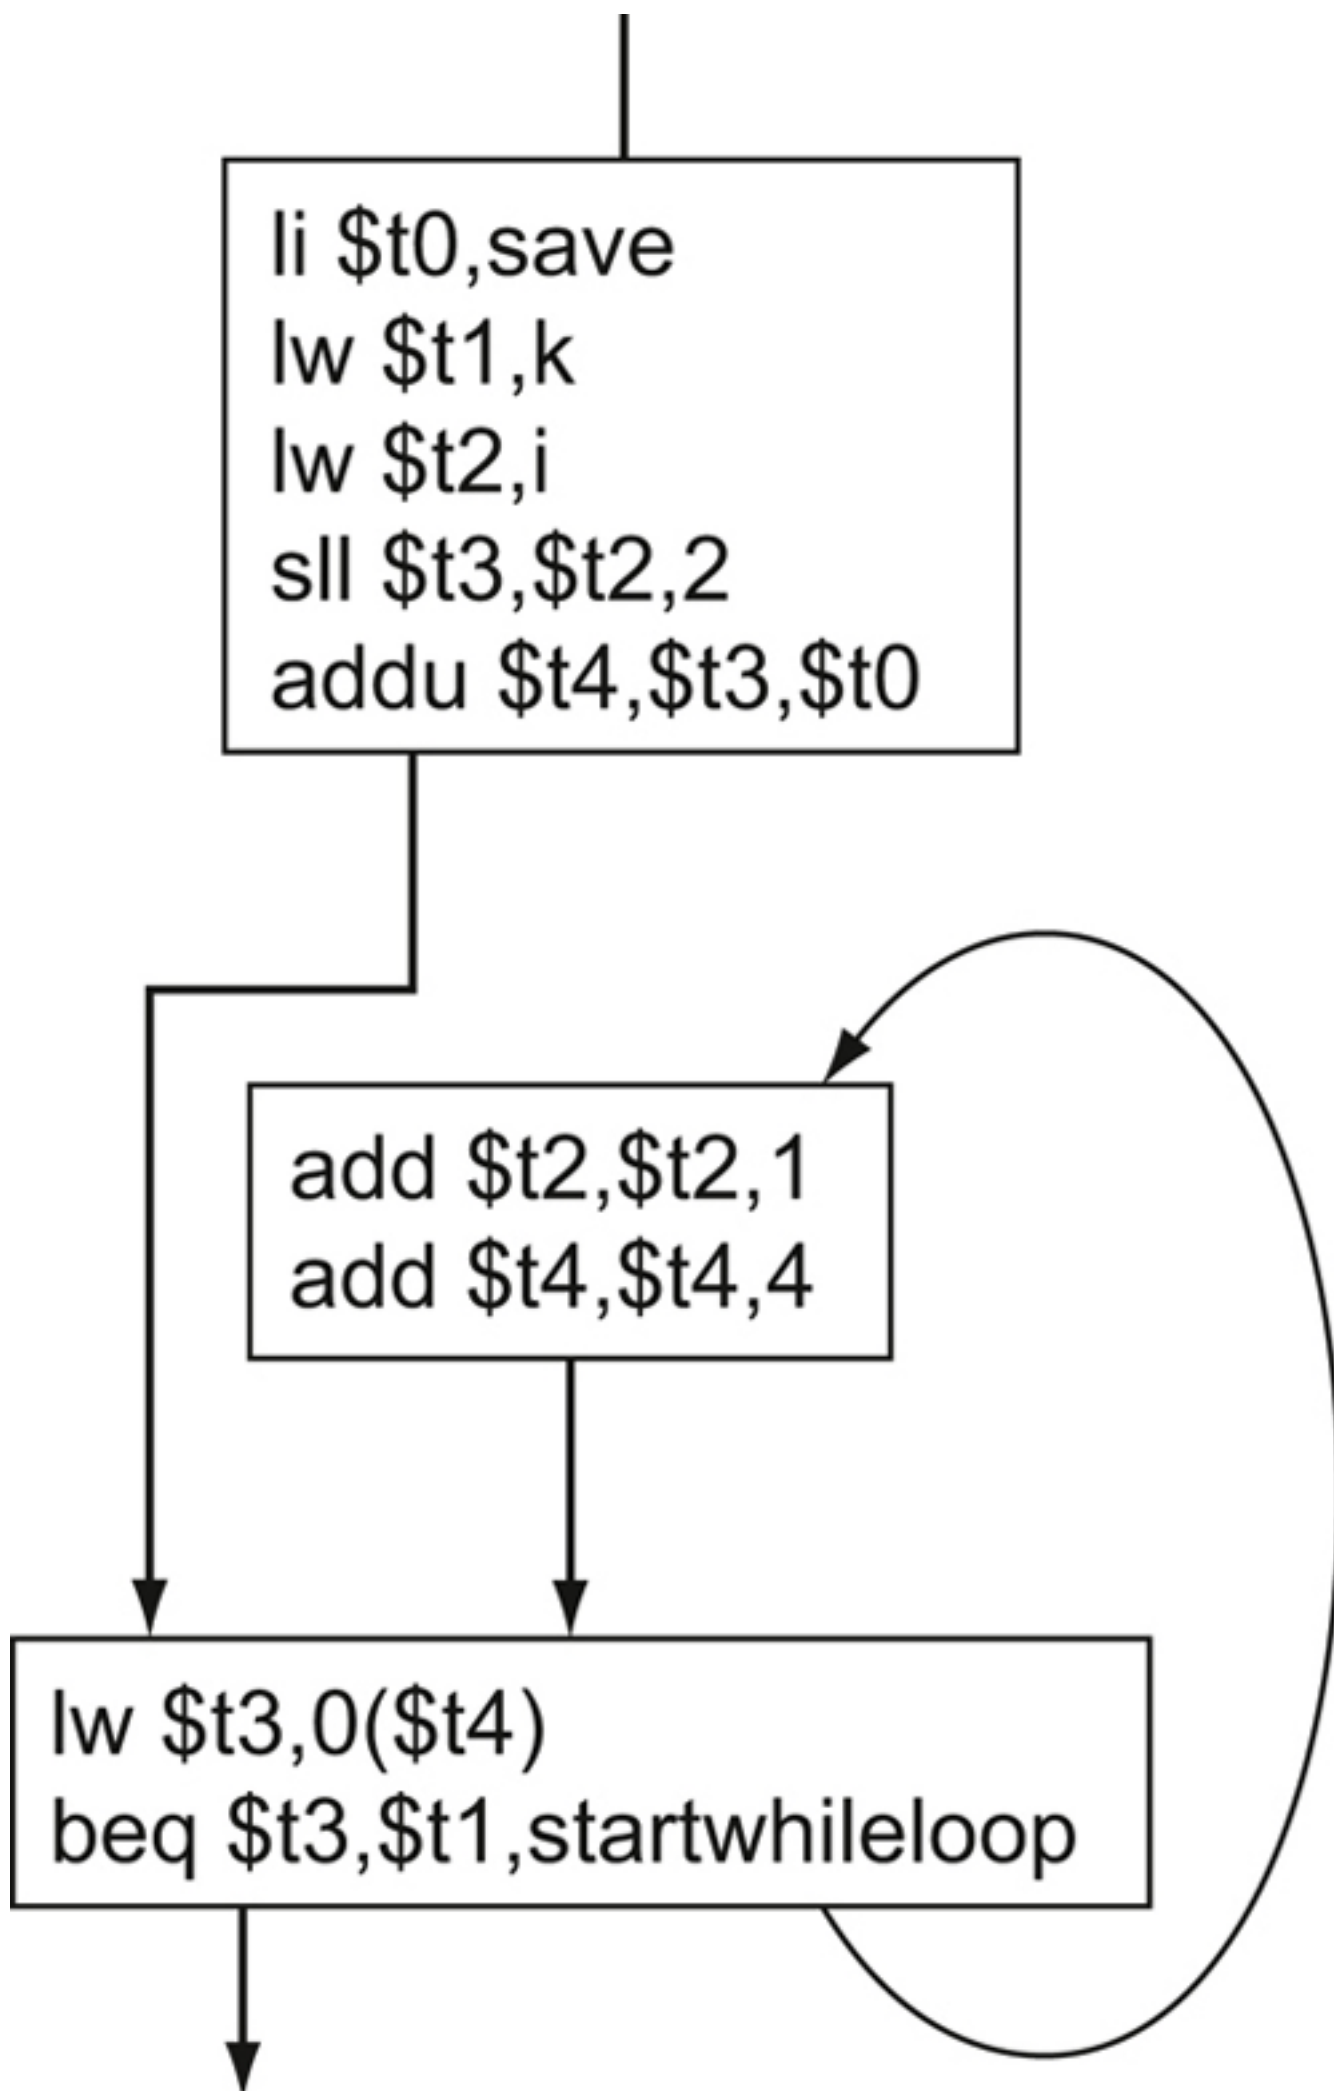 li $t0,save
lw $t1,k
lw $t2,i
sll $t3,$t2,2
addu $t4,$t3,$t0
add $t2,$t2,1
add $t4,$t4,4
lw $t3,0($t4)
beq $t3,$t1,startwhileloop